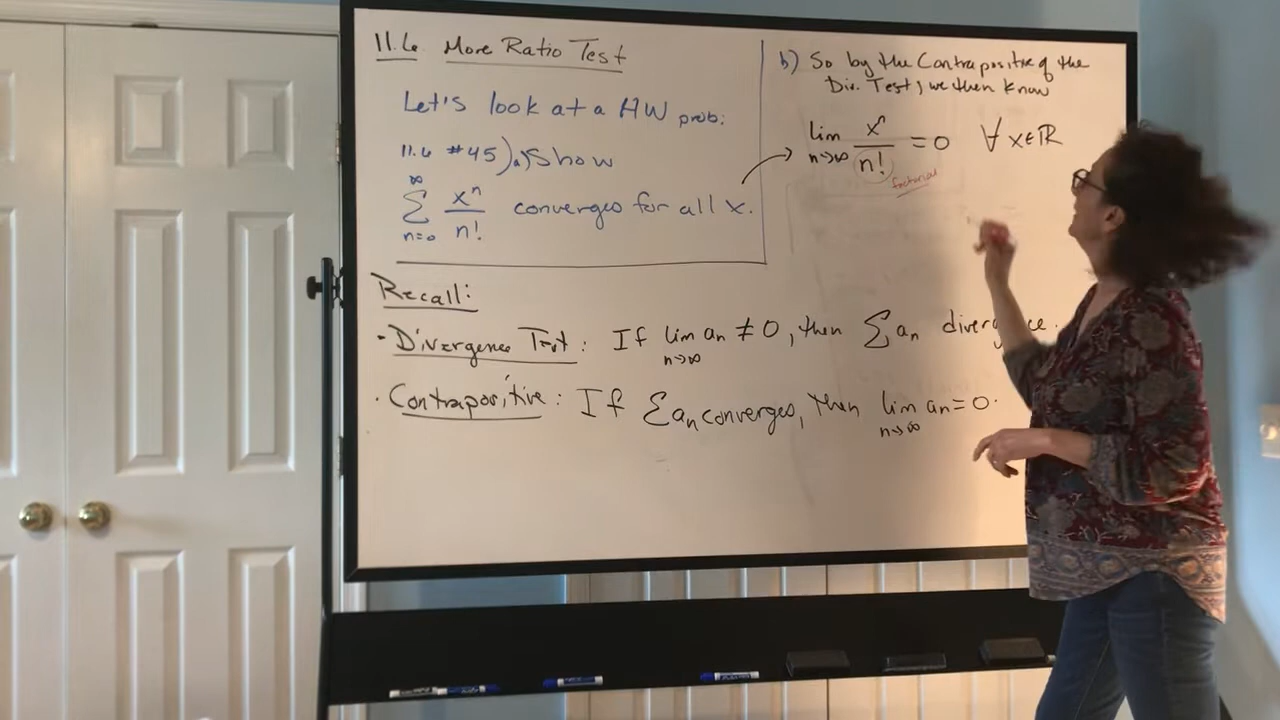 11.6 More Ratio Test
Let's look at a HW prob:
11.6 #45) a) Show
∞
∑ xⁿ/n! converges for all x.
n=0
b) So by the Contrapositive of the
Div. Test, we then know
lim xⁿ/n! = 0 ∀ x∈ℝ
n→∞
factorial
Recall:
• Divergence Test: If lim an ≠ 0, then ∑ an diverg
n→∞
• Contrapositive: If ∑an converges, then lim an = 0.
n→∞